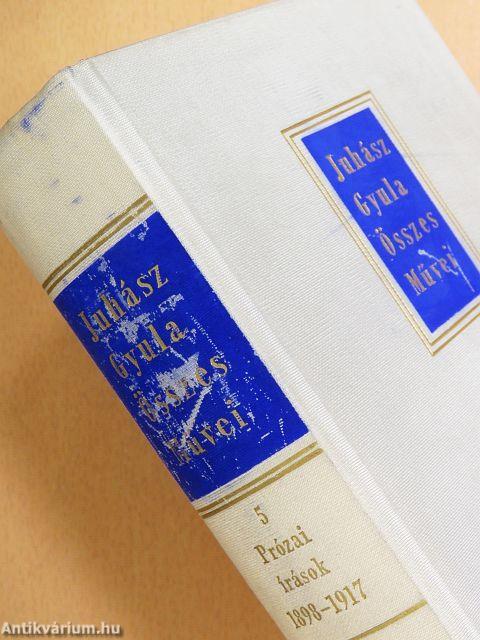 Juhász
Gyula
Összes
Művei
5
Prózai
írások
1898-1917
Juhász
Gyula
Összes
Művei
Antikvárium.hu